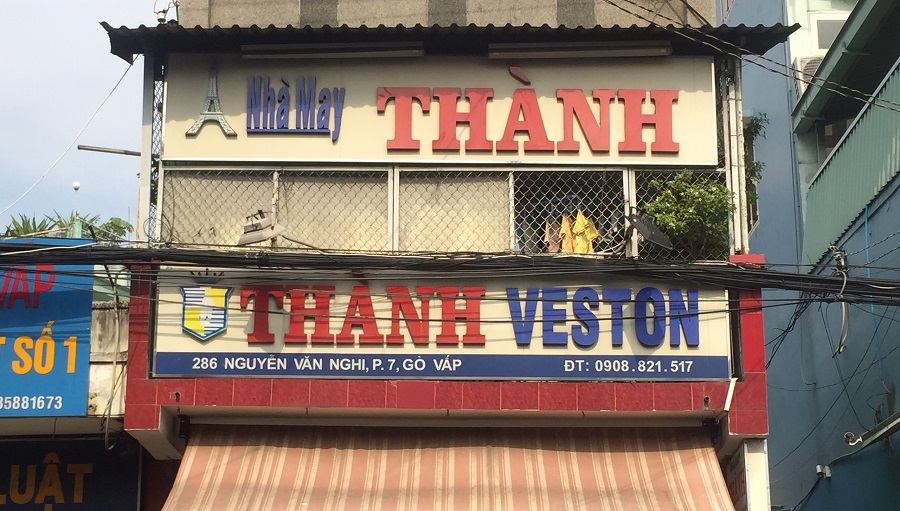 Nhà May THÀNH
THÀNH VESTON
286 NGUYỄN VĂN NGHI, P. 7, GÒ VẤP ĐT: 0908.821.517
VẤP
SỐ 1
85881673
LUẬT